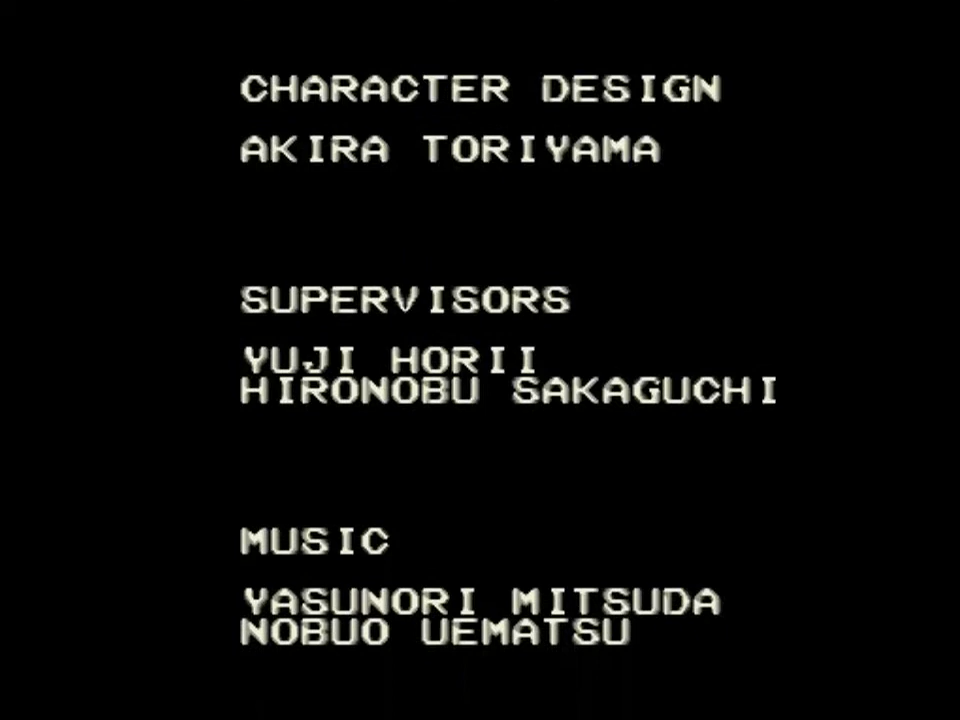 CHARACTER DESIGN
AKIRA TORIYAMA
SUPERVISORS
YUJI HORII
HIRONOBU SAKAGUCHI
MUSIC
YASUNORI MITSUDA
NOBUO UEMATSU